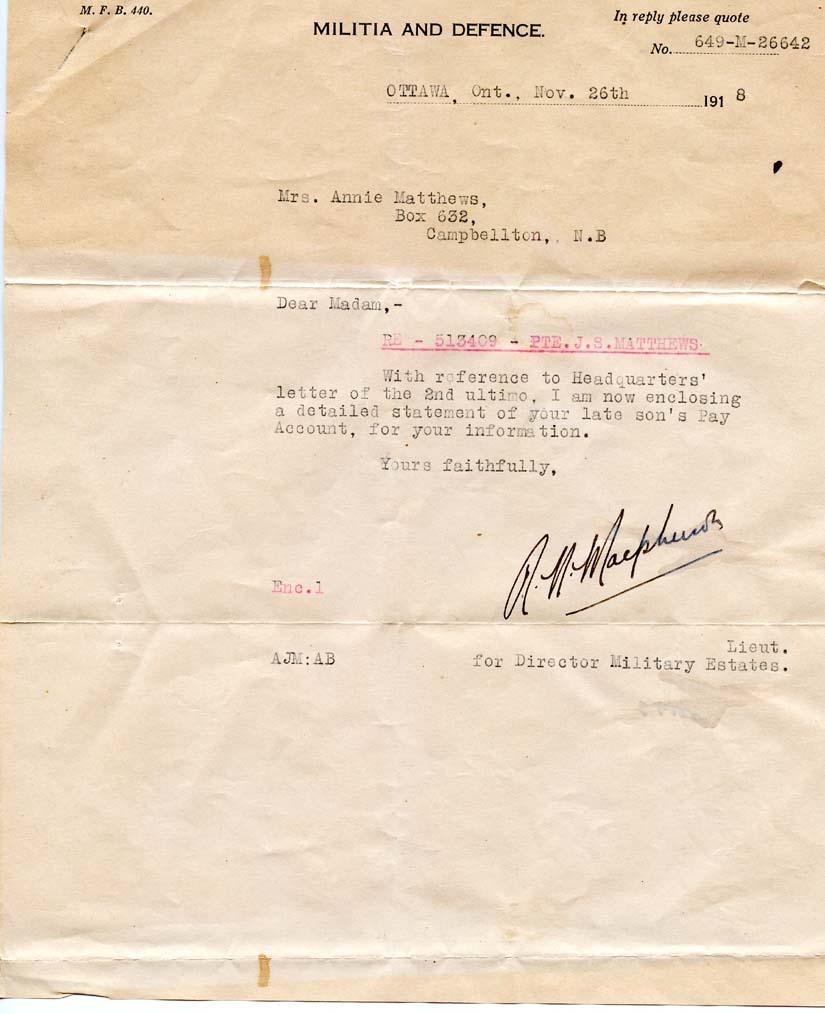 M. F. B. 440.
MILITIA AND DEFENCE.
In reply please quote
No. 649-M-26642
OTTAWA, Ont., Nov. 26th 1918
Mrs. Annie Matthews,
Box 632,
Campbellton, N.B
Dear Madam,-
RE - 513409 - PTE.J.S.MATTHEWS.
With reference to Headquarters'
letter of the 2nd ultimo, I am now enclosing
a detailed statement of your late son's Pay
Account, for your information.
Yours faithfully,
Enc.1
Lieut.
AJM:AB
for Director Military Estates.